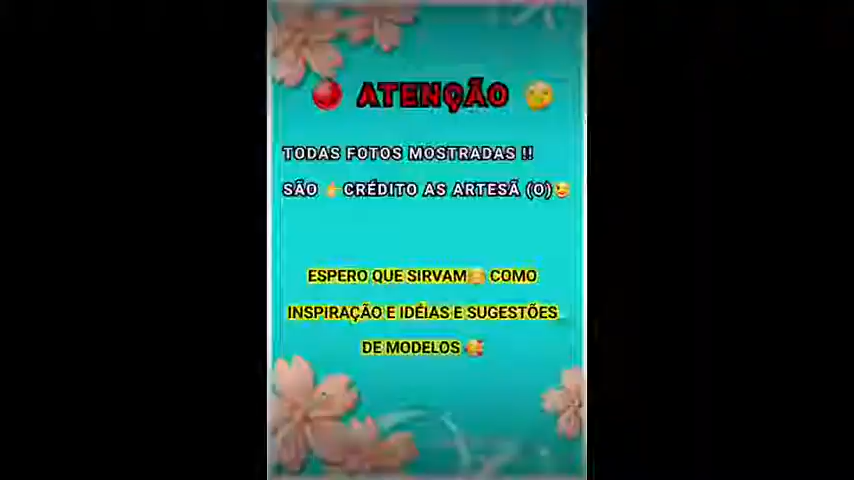 🔴 ATENÇÃO 🤒
TODAS FOTOS MOSTRADAS !!
SÃO 👉CRÉDITO AS ARTESÃ (O)🥰
ESPERO QUE SIRVAM🥰 COMO
INSPIRAÇÃO E IDÉIAS E SUGESTÕES
DE MODELOS 🥰